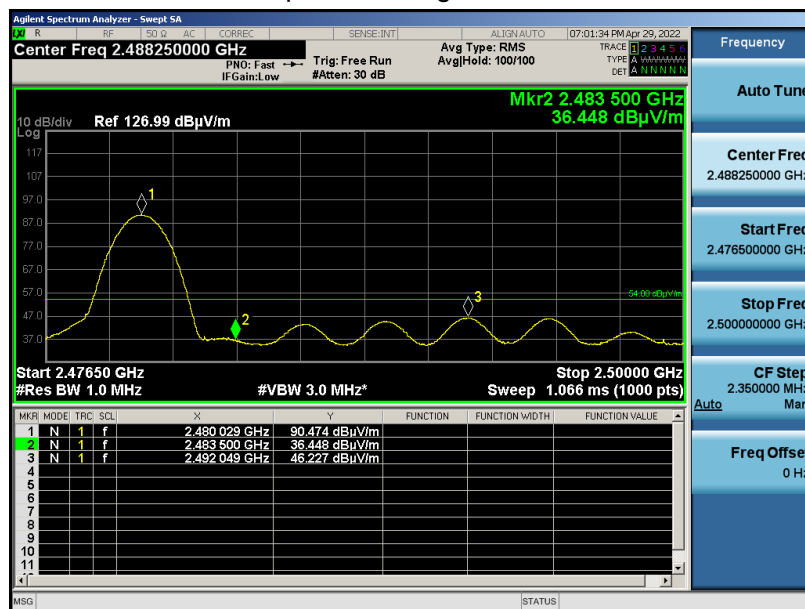 Agilent Spectrum Analyzer - Swept SA
LXI R RF 50 Ω AC CORREC SENSE:INT ALIGN AUTO 07:01:34 PM Apr 29, 2022
Center Freq 2.488250000 GHz
PNO: Fast
IFGain:Low
Trig: Free Run
#Atten: 30 dB
Avg Type: RMS
Avg|Hold: 100/100
TRACE 1 2 3 4 5 6
TYPE A
DET A N N N N N
Mkr2 2.483 500 GHz
36.448 dBµV/m
10 dB/div Ref 126.99 dBµV/m
Log
117
107
97.0
87.0
77.0
67.0
57.0
47.0
37.0
1
2
3
54.00 dBµV/m
Start 2.47650 GHz Stop 2.50000 GHz
#Res BW 1.0 MHz #VBW 3.0 MHz* Sweep 1.066 ms (1000 pts)
MKR MODE TRC SCL X Y FUNCTION FUNCTION WIDTH FUNCTION VALUE
1 N 1 f 2.480 029 GHz 90.474 dBµV/m
2 N 1 f 2.483 500 GHz 36.448 dBµV/m
3 N 1 f 2.492 049 GHz 46.227 dBµV/m
4
5
6
7
8
9
10
11
MSG STATUS
Frequency
Auto Tune
Center Freq
2.488250000 GHz
Start Freq
2.476500000 GHz
Stop Freq
2.500000000 GHz
CF Step
2.350000 MHz
Auto Man
Freq Offset
0 Hz